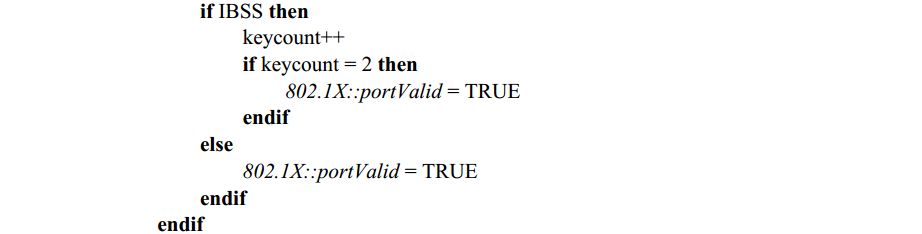 if IBSS then
keycount++
if keycount = 2 then
802.1X::portValid = TRUE
endif
else
802.1X::portValid = TRUE
endif
endif